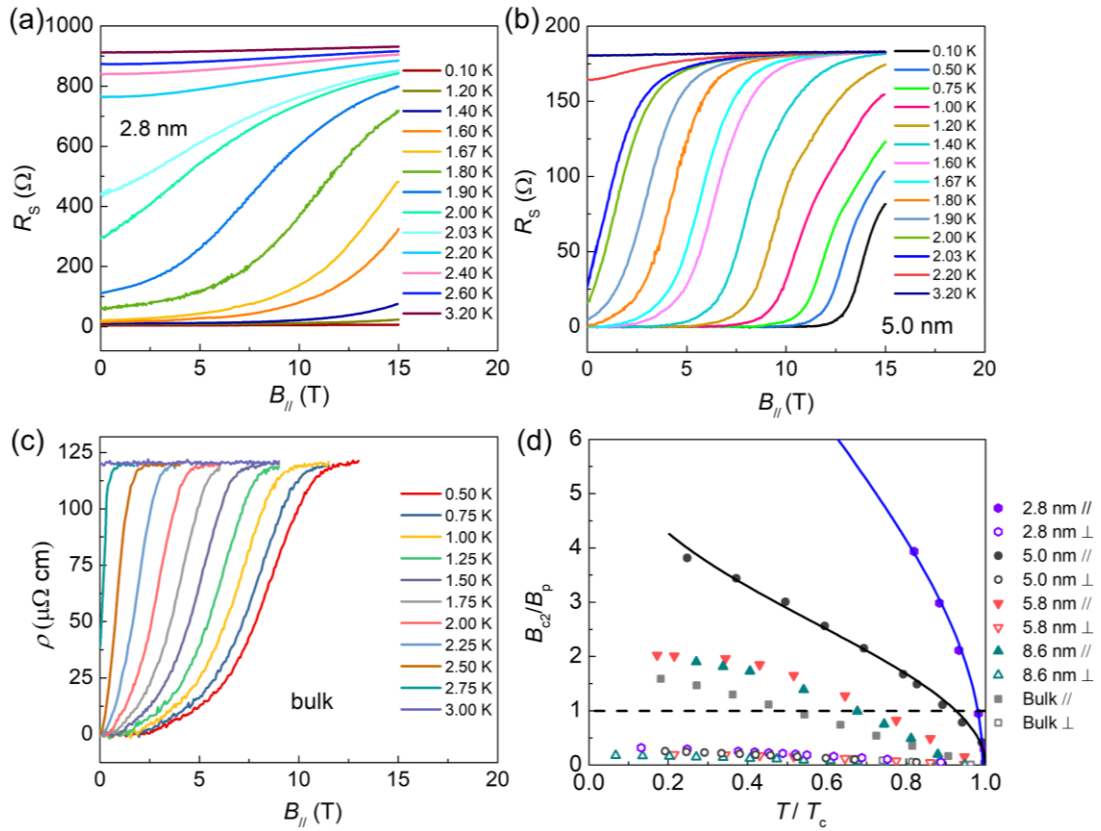 (a)
1000
800
600
400
200
0
R_S (Ω)
2.8 nm
0.10 K
1.20 K
1.40 K
1.60 K
1.67 K
1.80 K
1.90 K
2.00 K
2.03 K
2.20 K
2.40 K
2.60 K
3.20 K
0 5 10 15 20
B_// (T)
(b)
200
150
100
50
0
R_S (Ω)
0.10 K
0.50 K
0.75 K
1.00 K
1.20 K
1.40 K
1.60 K
1.67 K
1.80 K
1.90 K
2.00 K
2.03 K
2.20 K
3.20 K
5.0 nm
0 5 10 15 20
B_// (T)
(c)
125
100
75
50
25
0
ρ (μΩ cm)
0.50 K
0.75 K
1.00 K
1.25 K
1.50 K
1.75 K
2.00 K
2.25 K
2.50 K
2.75 K
3.00 K
bulk
0 5 10 15 20
B_// (T)
(d)
6
5
4
3
2
1
0
B_c2/B_p
0.0 0.2 0.4 0.6 0.8 1.0
T/ T_c
2.8 nm //
2.8 nm ⊥
5.0 nm //
5.0 nm ⊥
5.8 nm //
5.8 nm ⊥
8.6 nm //
8.6 nm ⊥
Bulk //
Bulk ⊥